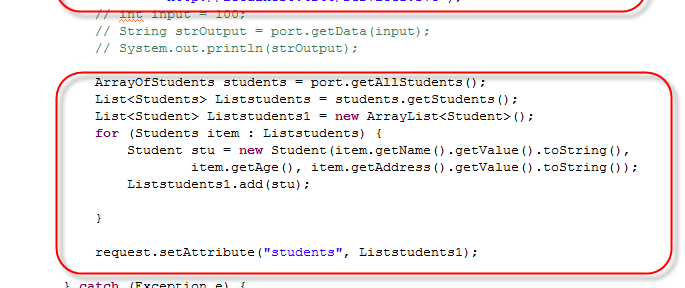 // int input = 100;
// String strOutput = port.getData(input);
// System.out.println(strOutput);
ArrayOfStudents students = port.getAllStudents();
List<Students> Liststudents = students.getStudents();
List<Student> Liststudents1 = new ArrayList<Student>();
for (Students item : Liststudents) {
Student stu = new Student(item.getName().getValue().toString(),
item.getAge(), item.getAddress().getValue().toString());
Liststudents1.add(stu);
}
request.setAttribute("students", Liststudents1);
} catch (Exception e) {